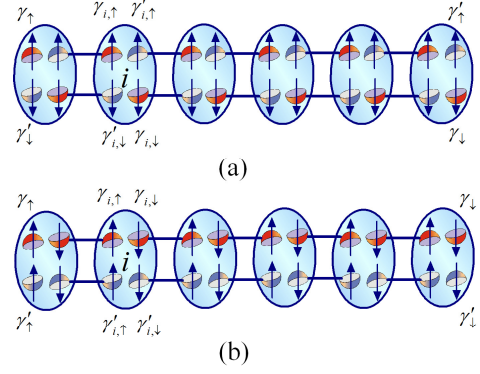 γ↑ γi,↑ γ′i,↑ γ′↑
i
γ′↓ γ′i,↓ γi,↓ γ↓
(a)
γ↑ γi,↑ γi,↓ γ↓
i
γ′↑ γ′i,↑ γ′i,↓ γ′↓
(b)